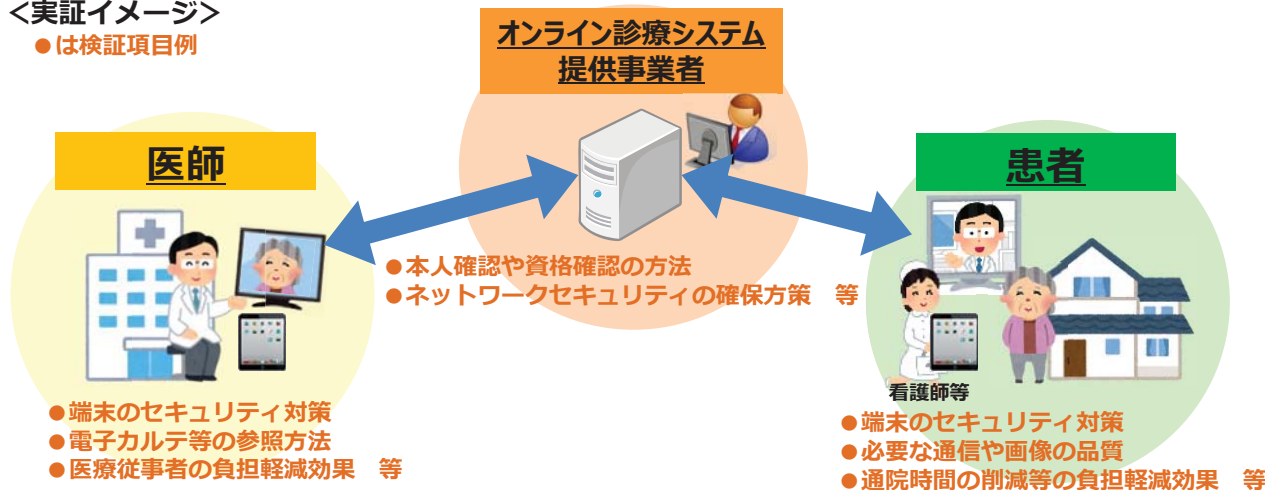 <実証イメージ>
●は検証項目例
オンライン診療システム
提供事業者
医師
患者
●本人確認や資格確認の方法
●ネットワークセキュリティの確保方策　等
看護師等
●端末のセキュリティ対策
●電子カルテ等の参照方法
●医療従事者の負担軽減効果　等
●端末のセキュリティ対策
●必要な通信や画像の品質
●通院時間の削減等の負担軽減効果　等